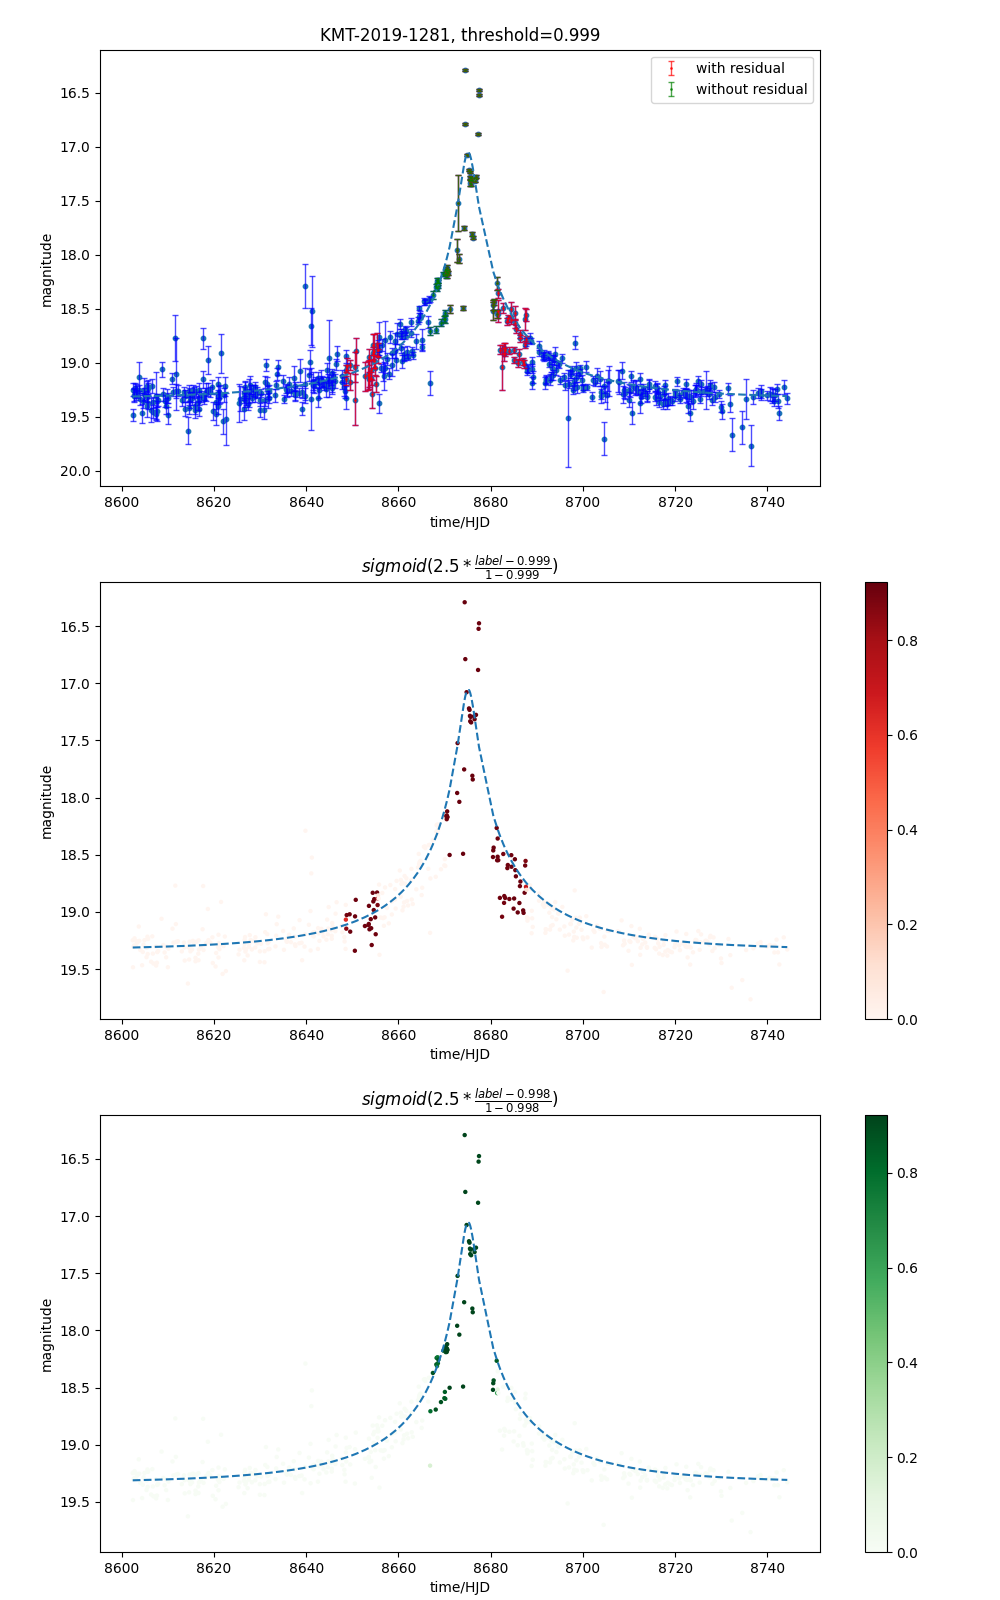 KMT-2019-1281, threshold=0.999
with residual
without residual
magnitude
16.5
17.0
17.5
18.0
18.5
19.0
19.5
20.0
8600 8620 8640 8660 8680 8700 8720 8740
time/HJD
sigmoid(2.5 * \frac{label − 0.999}{1 − 0.999})
magnitude
16.5
17.0
17.5
18.0
18.5
19.0
19.5
8600 8620 8640 8660 8680 8700 8720 8740
time/HJD
0.8
0.6
0.4
0.2
0.0
sigmoid(2.5 * \frac{label − 0.998}{1 − 0.998})
magnitude
16.5
17.0
17.5
18.0
18.5
19.0
19.5
8600 8620 8640 8660 8680 8700 8720 8740
time/HJD
0.8
0.6
0.4
0.2
0.0